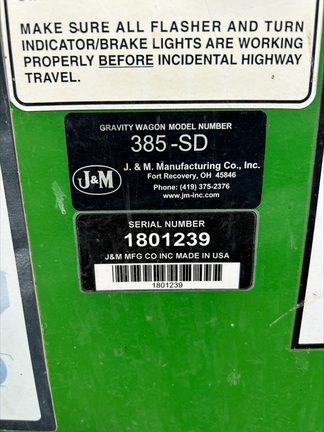 MAKE SURE ALL FLASHER AND TURN
INDICATOR/BRAKE LIGHTS ARE WORKING
PROPERLY BEFORE INCIDENTAL HIGHWAY
TRAVEL.
GRAVITY WAGON MODEL NUMBER
385-SD
J&M
J. & M. Manufacturing Co., Inc.
Fort Recovery, OH 45846
Phone: (419) 375-2376
www.jm-inc.com
SERIAL NUMBER
1801239
J&M MFG CO INC MADE IN USA
1801239